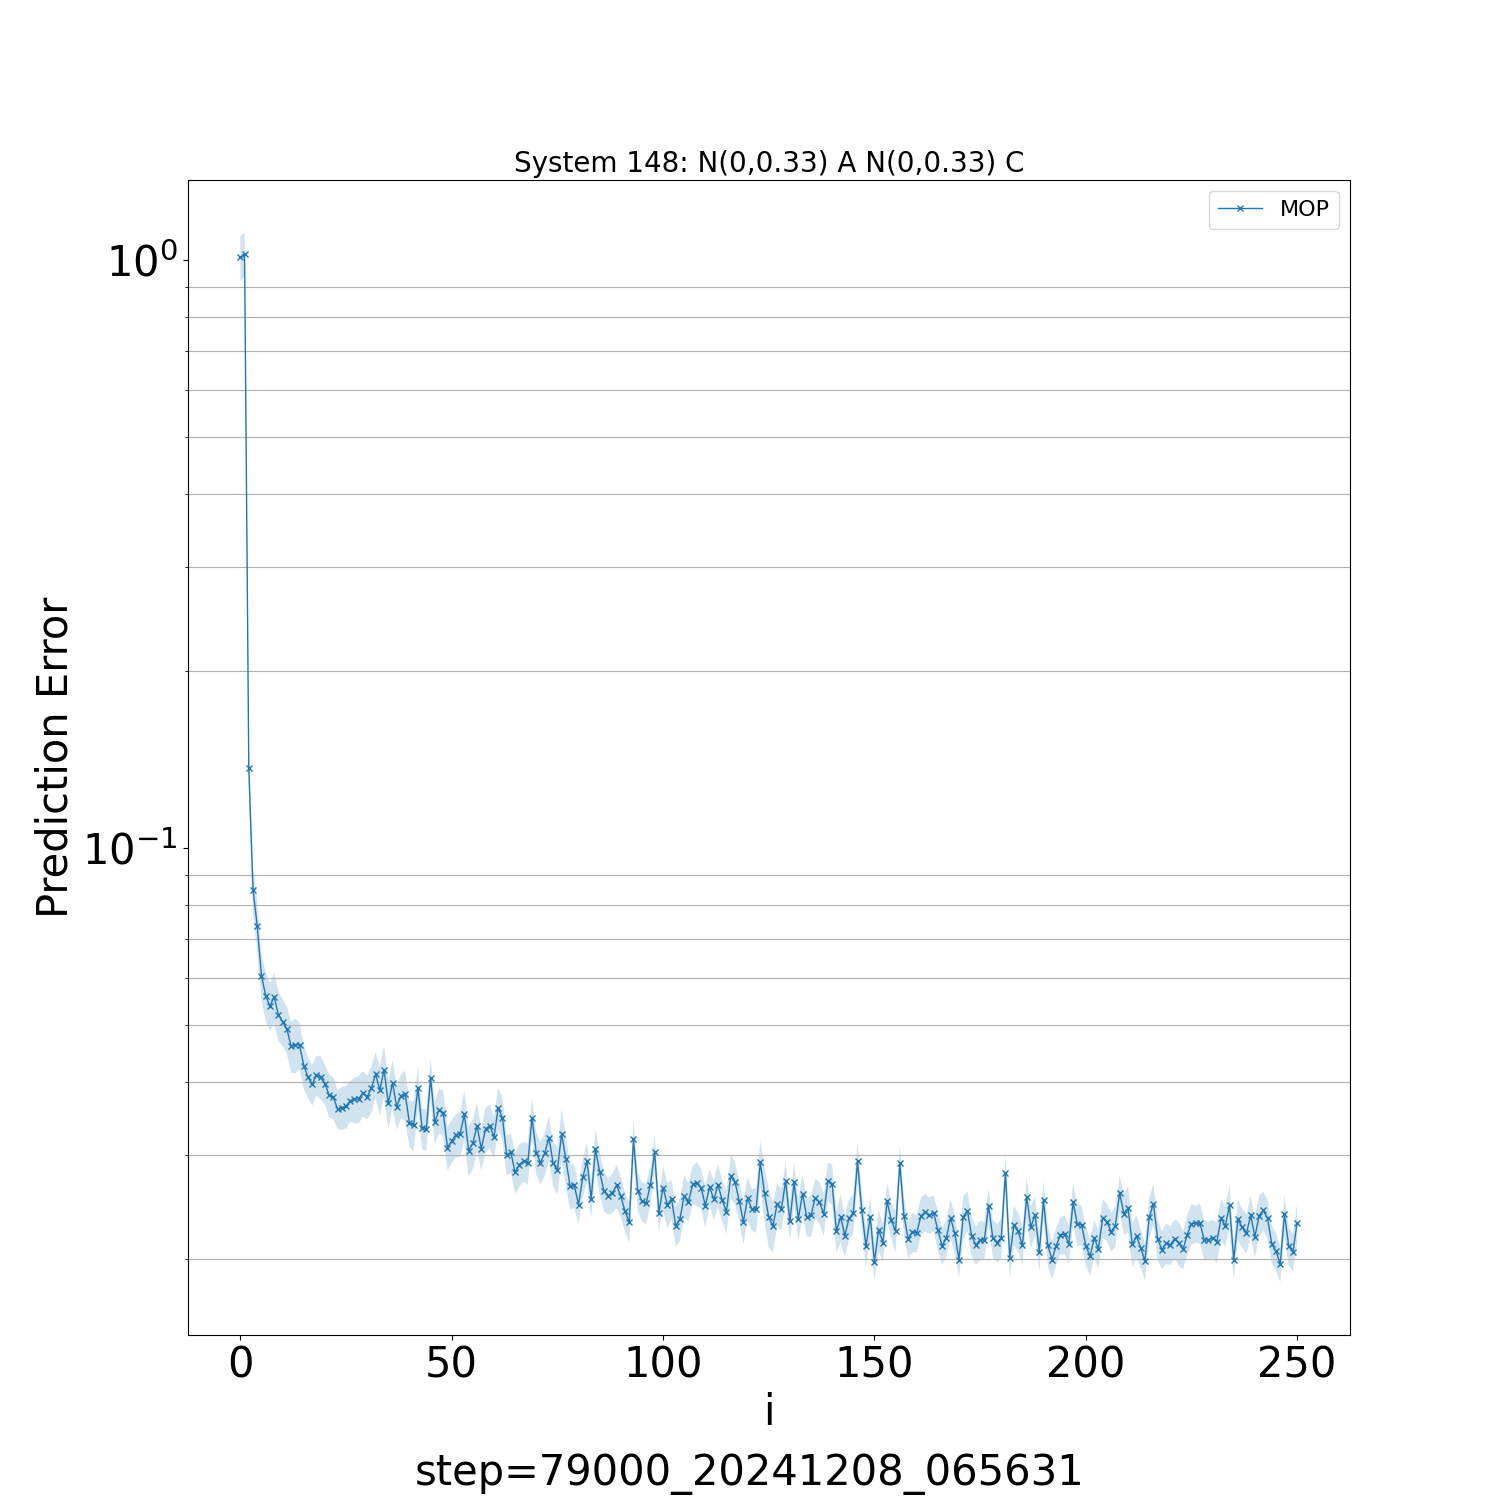 System 148: N(0,0.33) A N(0,0.33) C
MOP
10⁰
10⁻¹
Prediction Error
0 50 100 150 200 250
i
step=79000_20241208_065631